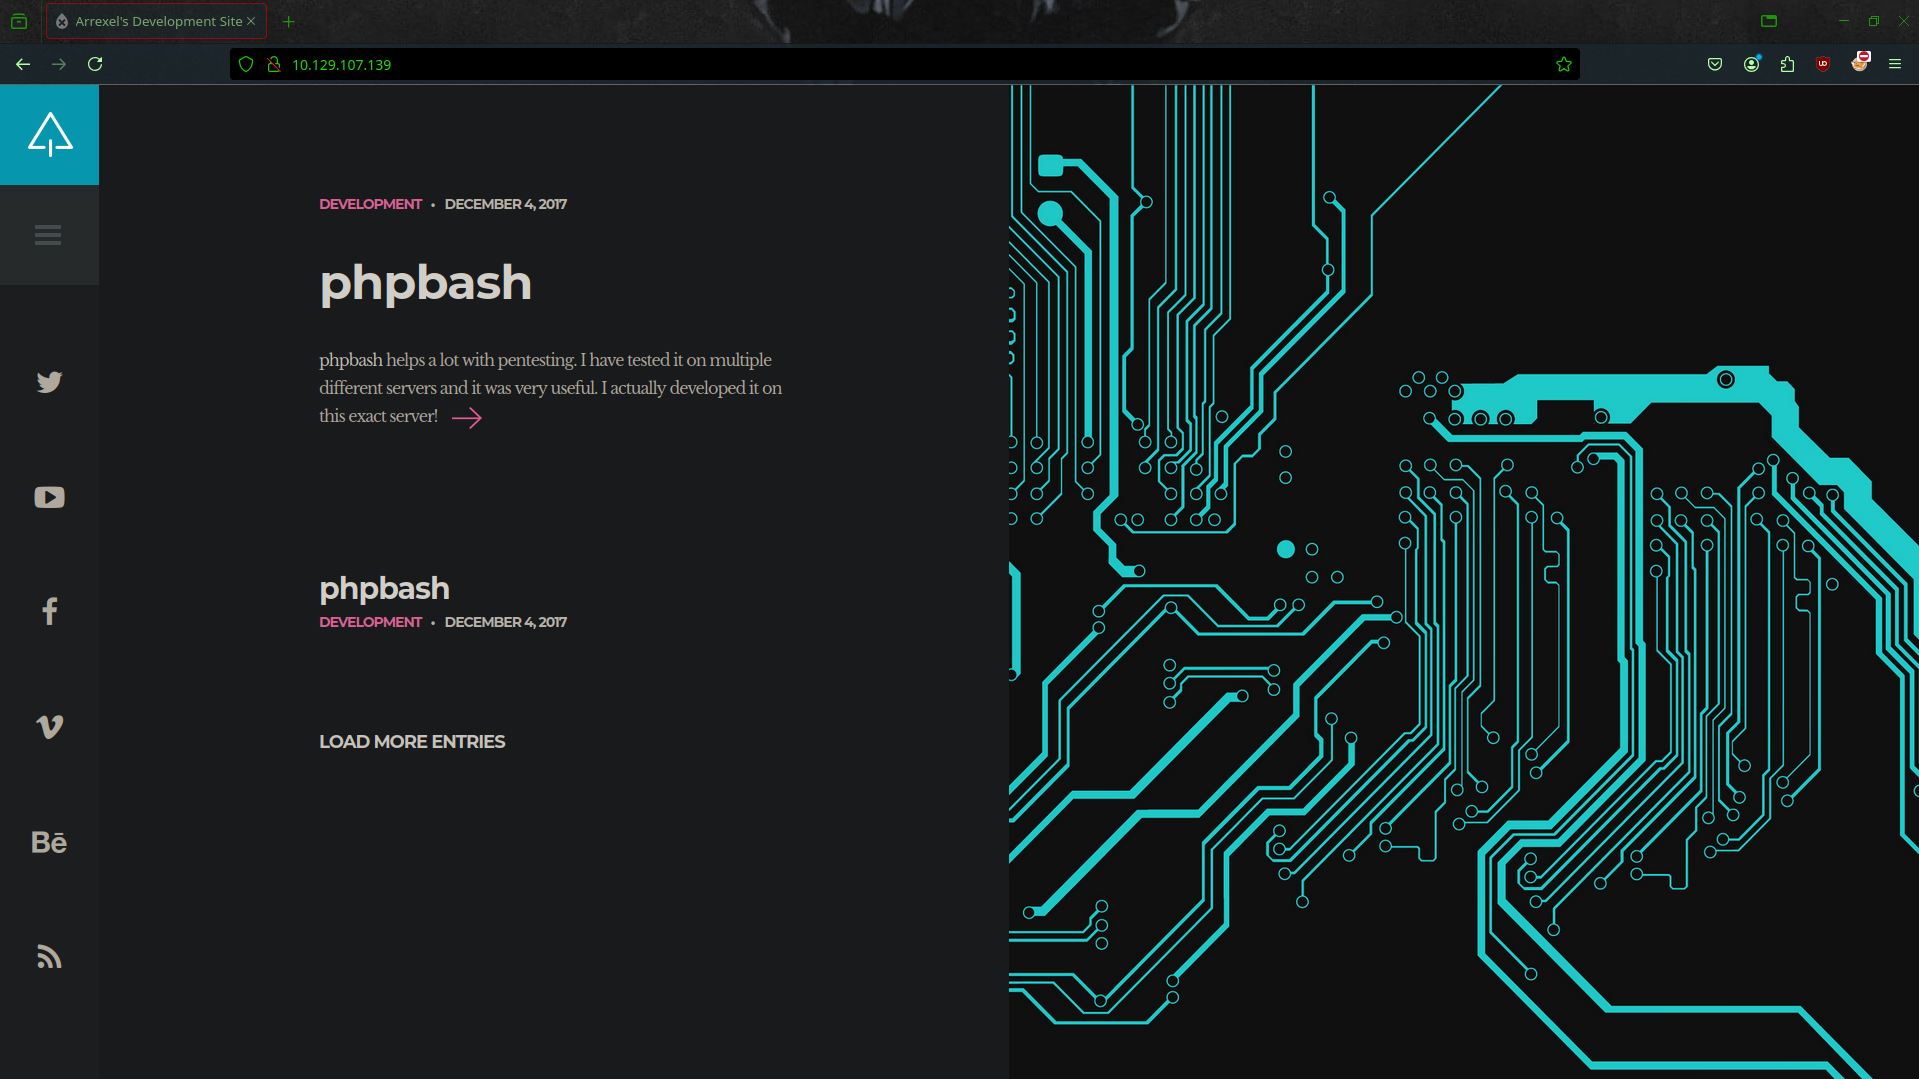 Arrexel's Development Site
10.129.107.139
DEVELOPMENT • DECEMBER 4, 2017
phpbash
phpbash helps a lot with pentesting. I have tested it on multiple
different servers and it was very useful. I actually developed it on
this exact server!
phpbash
DEVELOPMENT • DECEMBER 4, 2017
LOAD MORE ENTRIES
Bē